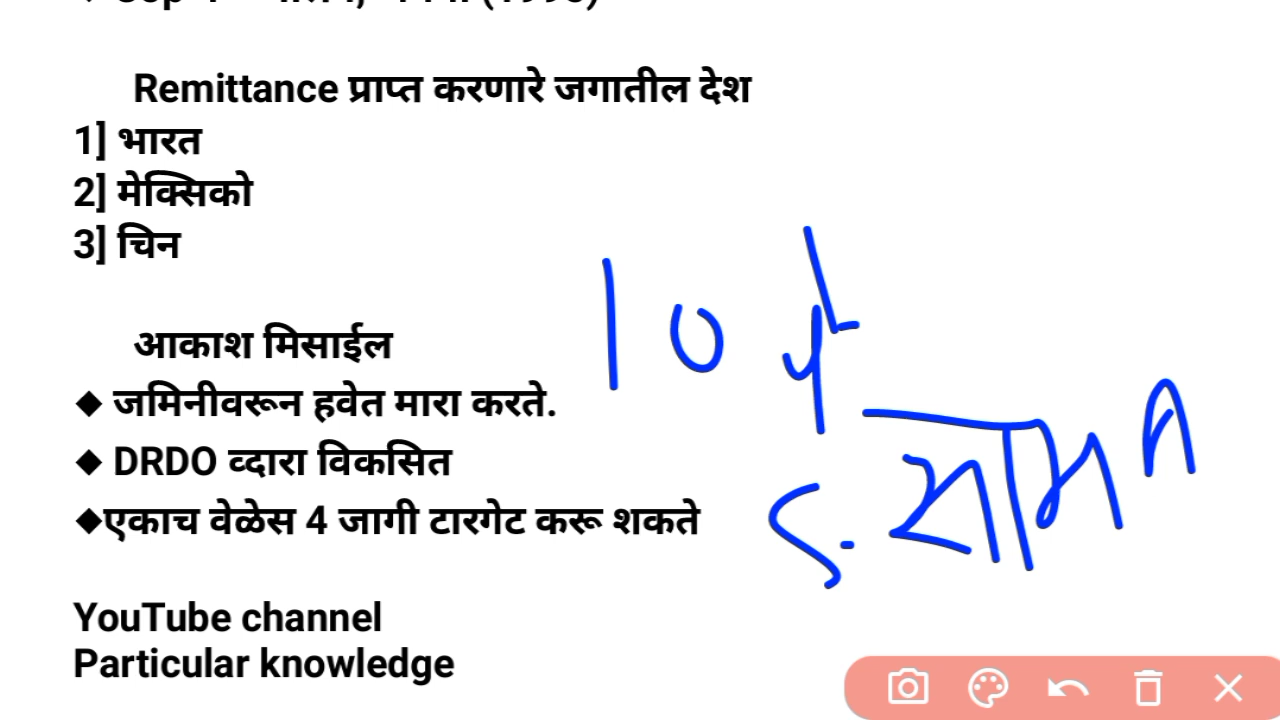 Remittance प्राप्त करणारे जगातील देश
1] भारत
2] मेक्सिको
3] चिन
आकाश मिसाईल
◆ जमिनीवरून हवेत मारा करते.
◆ DRDO व्दारा विकसित
◆एकाच वेळेस 4 जागी टारगेट करू शकते
10
YouTube channel
Particular knowledge